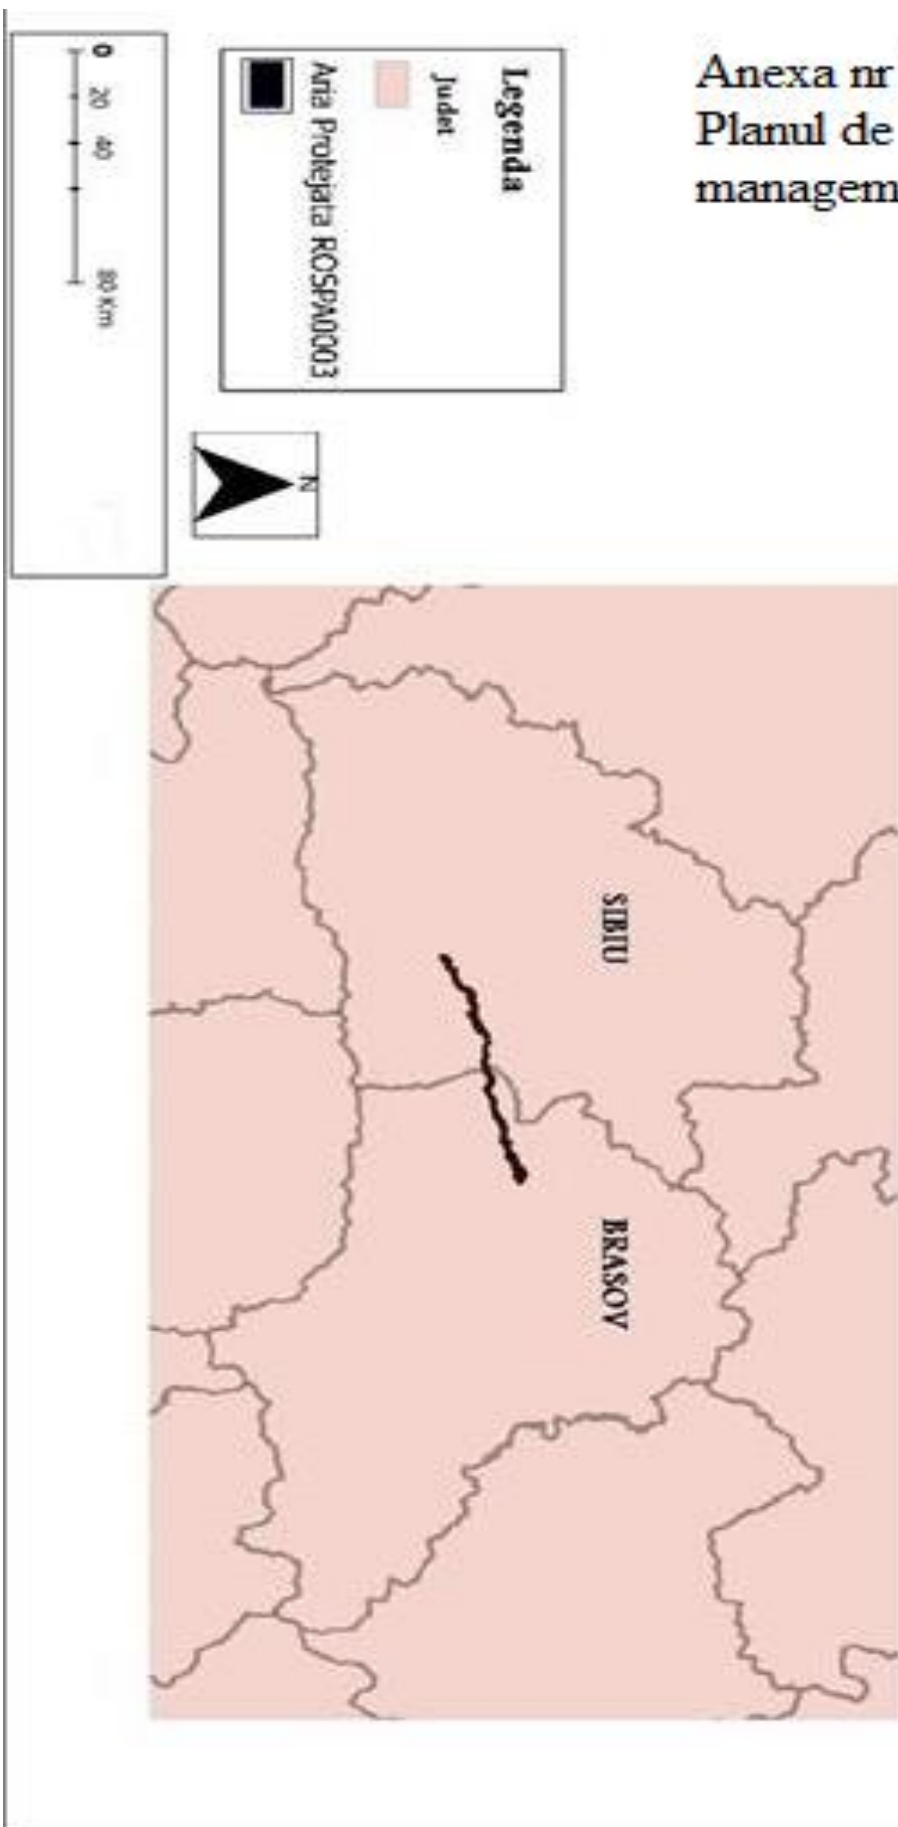 Anexa nr
Planul de
managem
Legenda
Judet
Aria Protejata ROSPA0003
N
0 20 40 80 Km
SIBIU
BRASOV